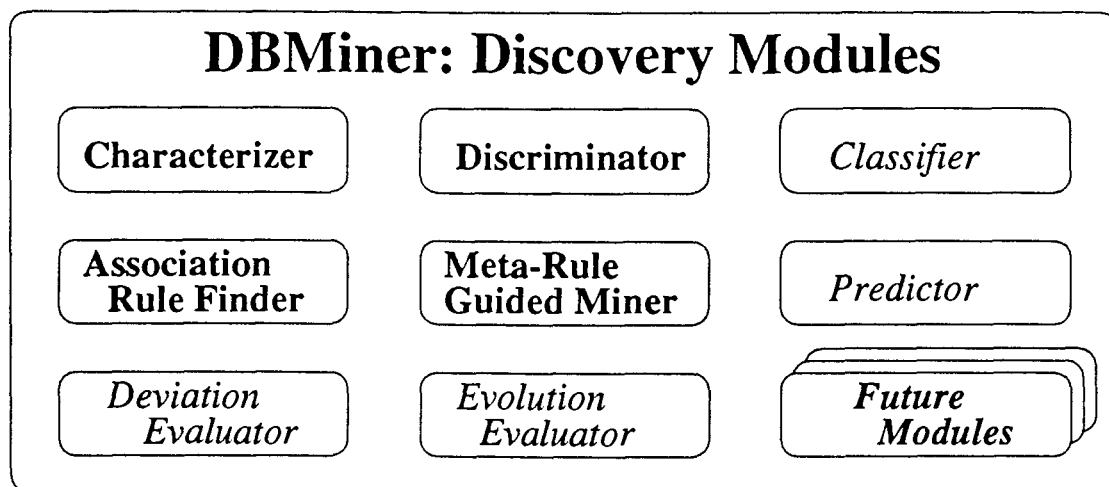 DBMiner: Discovery Modules
Characterizer
Discriminator
Classifier
Association
Rule Finder
Meta-Rule
Guided Miner
Predictor
Deviation
Evaluator
Evolution
Evaluator
Future
Modules